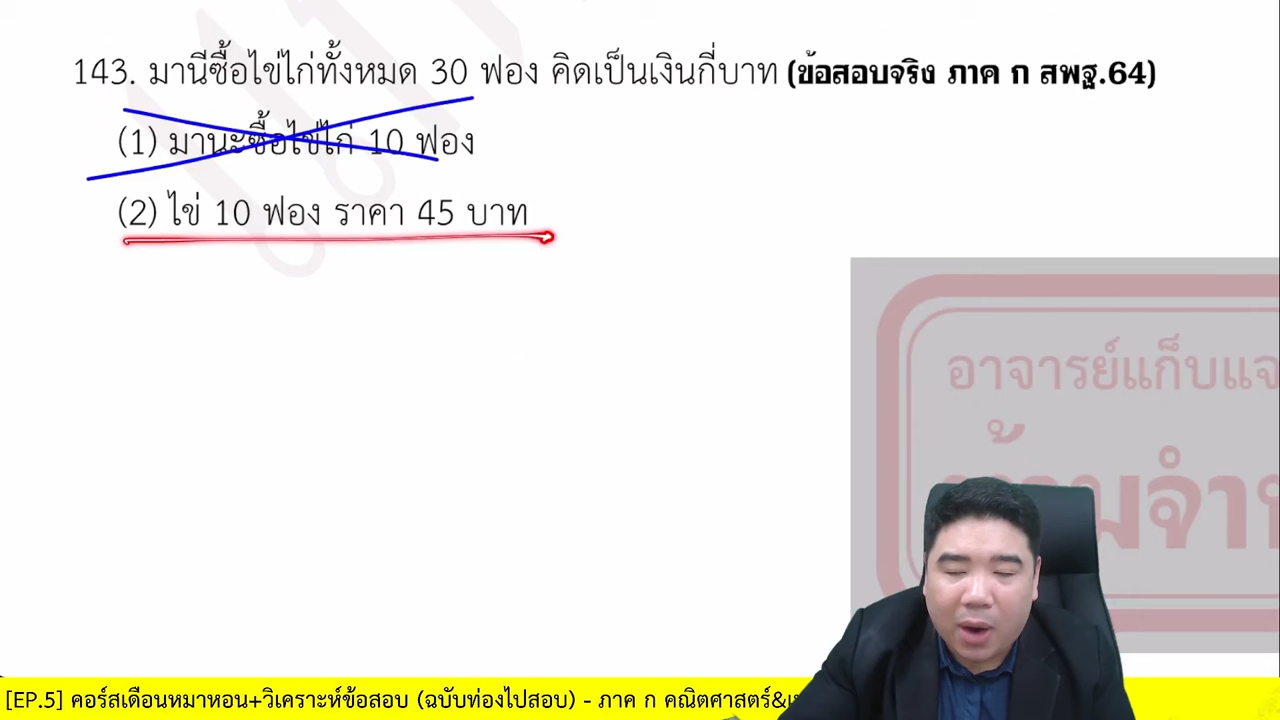 143. มานีซื้อไข่ไก่ทั้งหมด 30 ฟอง คิดเป็นเงินกี่บาท (ข้อสอบจริง ภาค ก สพฐ.64)
(1) มานะซื้อไข่ไก่ 10 ฟอง
(2) ไข่ 10 ฟอง ราคา 45 บาท
อาจารย์แก็บแจ
[EP.5] คอร์สเดือนหมาหอน+วิเคราะห์ข้อสอบ (ฉบับท่องไปสอบ) - ภาค ก คณิตศาสตร์&